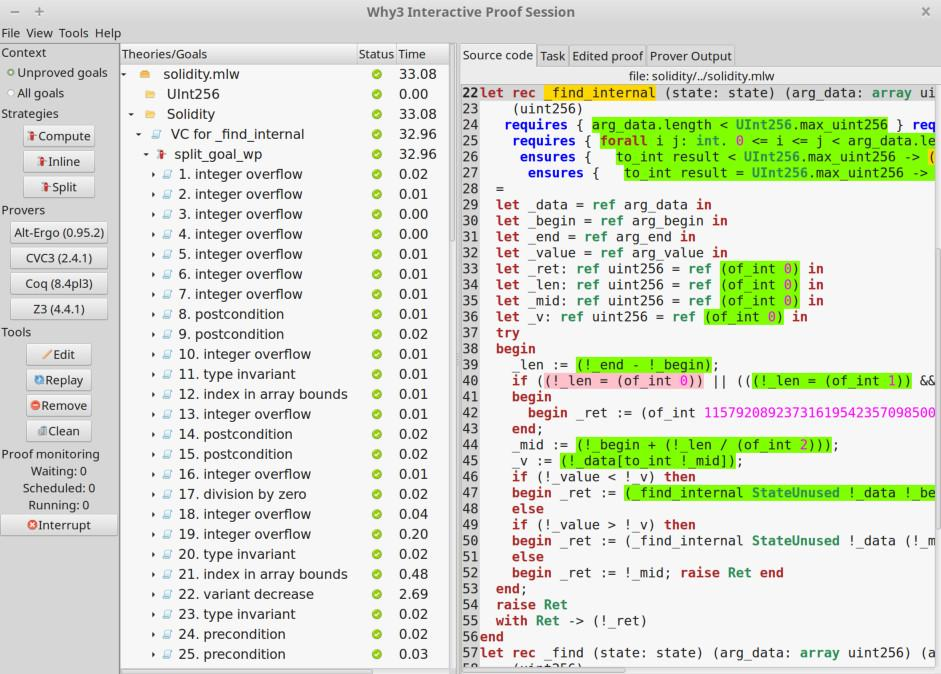 Why3 Interactive Proof Session
File View Tools Help
Context
Unproved goals
All goals
Strategies
Compute
Inline
Split
Provers
Alt-Ergo (0.95.2)
CVC3 (2.4.1)
Coq (8.4pl3)
Z3 (4.4.1)
Tools
Edit
Replay
Remove
Clean
Proof monitoring
Waiting: 0
Scheduled: 0
Running: 0
Interrupt
Theories/Goals Status Time
solidity.mlw 33.08
UInt256 0.00
Solidity 33.08
VC for _find_internal 32.96
split_goal_wp 32.96
1. integer overflow 0.02
2. integer overflow 0.01
3. integer overflow 0.00
4. integer overflow 0.00
5. integer overflow 0.01
6. integer overflow 0.01
7. integer overflow 0.01
8. postcondition 0.01
9. postcondition 0.02
10. integer overflow 0.01
11. type invariant 0.01
12. index in array bounds 0.01
13. integer overflow 0.01
14. postcondition 0.02
15. postcondition 0.02
16. integer overflow 0.01
17. division by zero 0.02
18. integer overflow 0.04
19. integer overflow 0.20
20. type invariant 0.02
21. index in array bounds 0.48
22. variant decrease 2.69
23. type invariant 0.02
24. precondition 0.02
25. precondition 0.03
Source code Task Edited proof Prover Output
file: solidity/../solidity.mlw
22 let rec _find_internal (state: state) (arg_data: array ui
23 (uint256)
24 requires { arg_data.length < UInt256.max_uint256 } req
25 requires { forall i j: int. 0 <= i <= j < arg_data.le
26 ensures { to_int result < UInt256.max_uint256 -> (
27 ensures { to_int result = UInt256.max_uint256 ->
28 =
29 let _data = ref arg_data in
30 let _begin = ref arg_begin in
31 let _end = ref arg_end in
32 let _value = ref arg_value in
33 let _ret: ref uint256 = ref (of_int 0) in
34 let _len: ref uint256 = ref (of_int 0) in
35 let _mid: ref uint256 = ref (of_int 0) in
36 let _v: ref uint256 = ref (of_int 0) in
37 try
38 begin
39 _len := (!_end - !_begin);
40 if ((!_len = (of_int 0)) || (((!_len = (of_int 1)) &&
41 begin
42 begin _ret := (of_int 11579208923731619542357098500
43 end;
44 _mid := (!_begin + (!_len / (of_int 2)));
45 _v := (!_data[to_int !_mid]);
46 if (!_value < !_v) then
47 begin _ret := (_find_internal StateUnused !_data !_be
48 else
49 if (!_value > !_v) then
50 begin _ret := (_find_internal StateUnused !_data (!_m
51 else
52 begin _ret := !_mid; raise Ret end
53 end;
54 raise Ret
55 with Ret -> (!_ret)
56 end
57 let rec _find (state: state) (arg_data: array uint256) (a
58 (uint256)